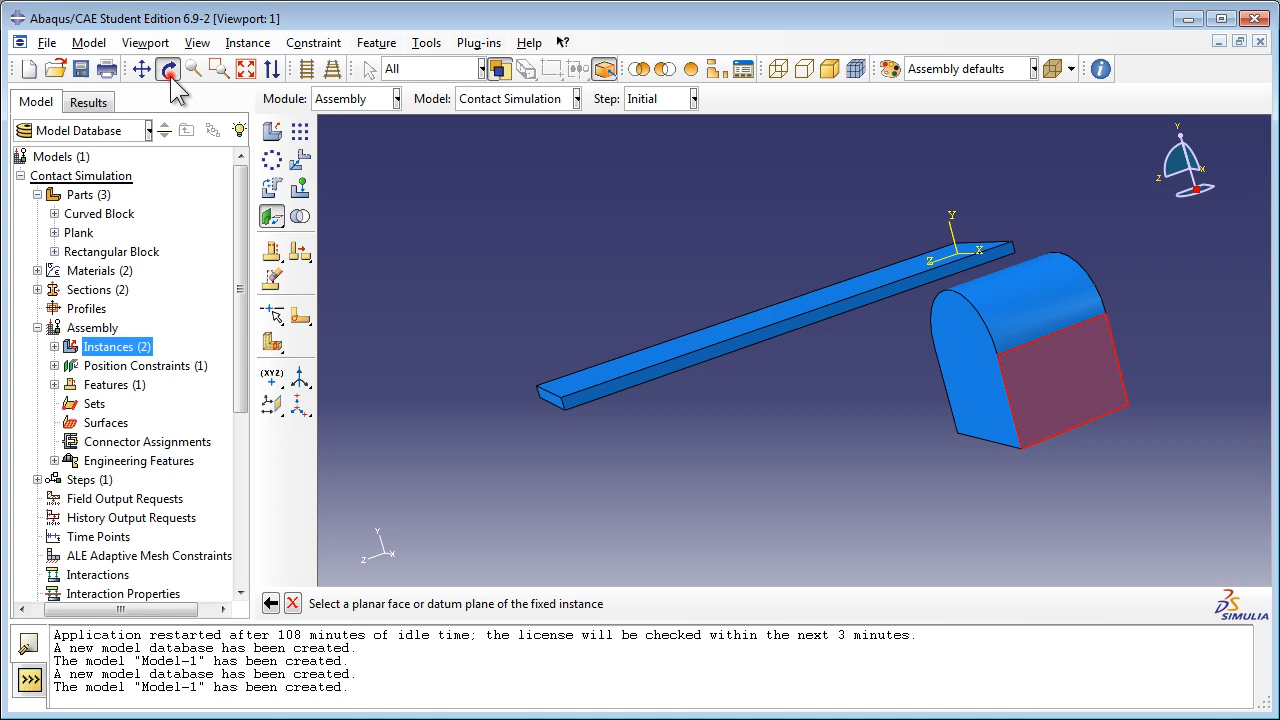 Abaqus/CAE Student Edition 6.9-2 [Viewport: 1]
File Model Viewport View Instance Constraint Feature Tools Plug-ins Help
All Assembly defaults
Model Results Module: Assembly Model: Contact Simulation Step: Initial
Model Database
Models (1)
Contact Simulation
Parts (3)
Curved Block
Plank
Rectangular Block
Materials (2)
Sections (2)
Profiles
Assembly
Instances (2)
Position Constraints (1)
Features (1)
Sets
Surfaces
Connector Assignments
Engineering Features
Steps (1)
Field Output Requests
History Output Requests
Time Points
ALE Adaptive Mesh Constraints
Interactions
Interaction Properties
(XYZ)
Y
X
Z
Y
X
Z
Y
X
Z
Select a planar face or datum plane of the fixed instance
SIMULIA
Application restarted after 108 minutes of idle time; the license will be checked within the next 3 minutes.
A new model database has been created.
The model "Model-1" has been created.
A new model database has been created.
The model "Model-1" has been created.
>>>